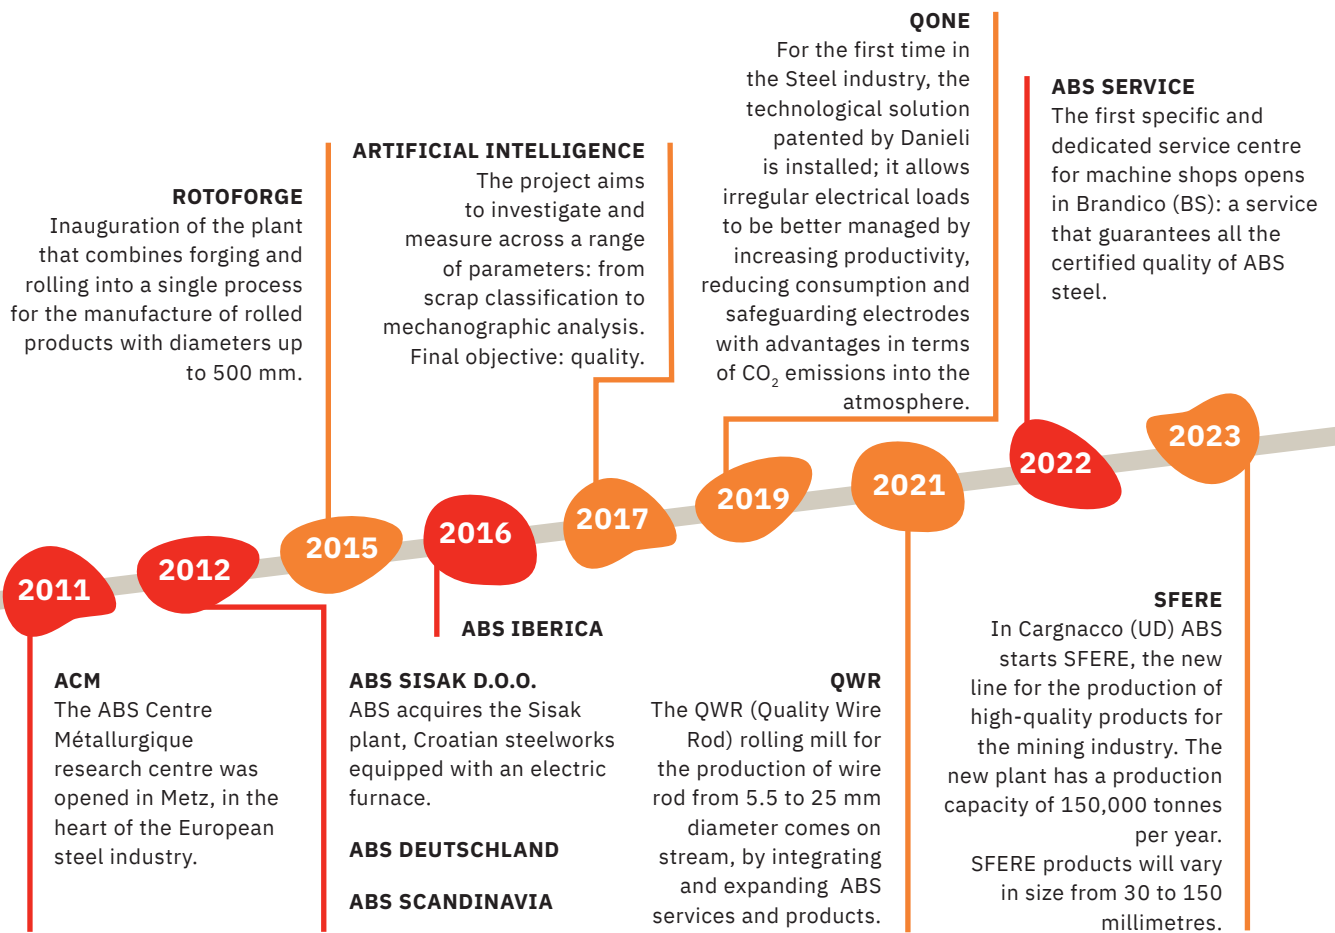 QONE
For the first time in
the Steel industry, the
technological solution
patented by Danieli
is installed; it allows
irregular electrical loads
to be better managed by
increasing productivity,
reducing consumption and
safeguarding electrodes
with advantages in terms
of CO₂ emissions into the
atmosphere.
ABS SERVICE
The first specific and
dedicated service centre
for machine shops opens
in Brandico (BS): a service
that guarantees all the
certified quality of ABS
steel.
ARTIFICIAL INTELLIGENCE
The project aims
to investigate and
measure across a range
of parameters: from
scrap classification to
mechanographic analysis.
Final objective: quality.
ROTOFORGE
Inauguration of the plant
that combines forging and
rolling into a single process
for the manufacture of rolled
products with diameters up
to 500 mm.
2011
2012
2015
2016
2017
2019
2021
2022
2023
ACM
The ABS Centre
Métallurgique
research centre was
opened in Metz, in the
heart of the European
steel industry.
ABS IBERICA
ABS SISAK D.O.O.
ABS acquires the Sisak
plant, Croatian steelworks
equipped with an electric
furnace.
ABS DEUTSCHLAND
ABS SCANDINAVIA
QWR
The QWR (Quality Wire
Rod) rolling mill for
the production of wire
rod from 5.5 to 25 mm
diameter comes on
stream, by integrating
and expanding ABS
services and products.
SFERE
In Cargnacco (UD) ABS
starts SFERE, the new
line for the production of
high-quality products for
the mining industry. The
new plant has a production
capacity of 150,000 tonnes
per year.
SFERE products will vary
in size from 30 to 150
millimetres.